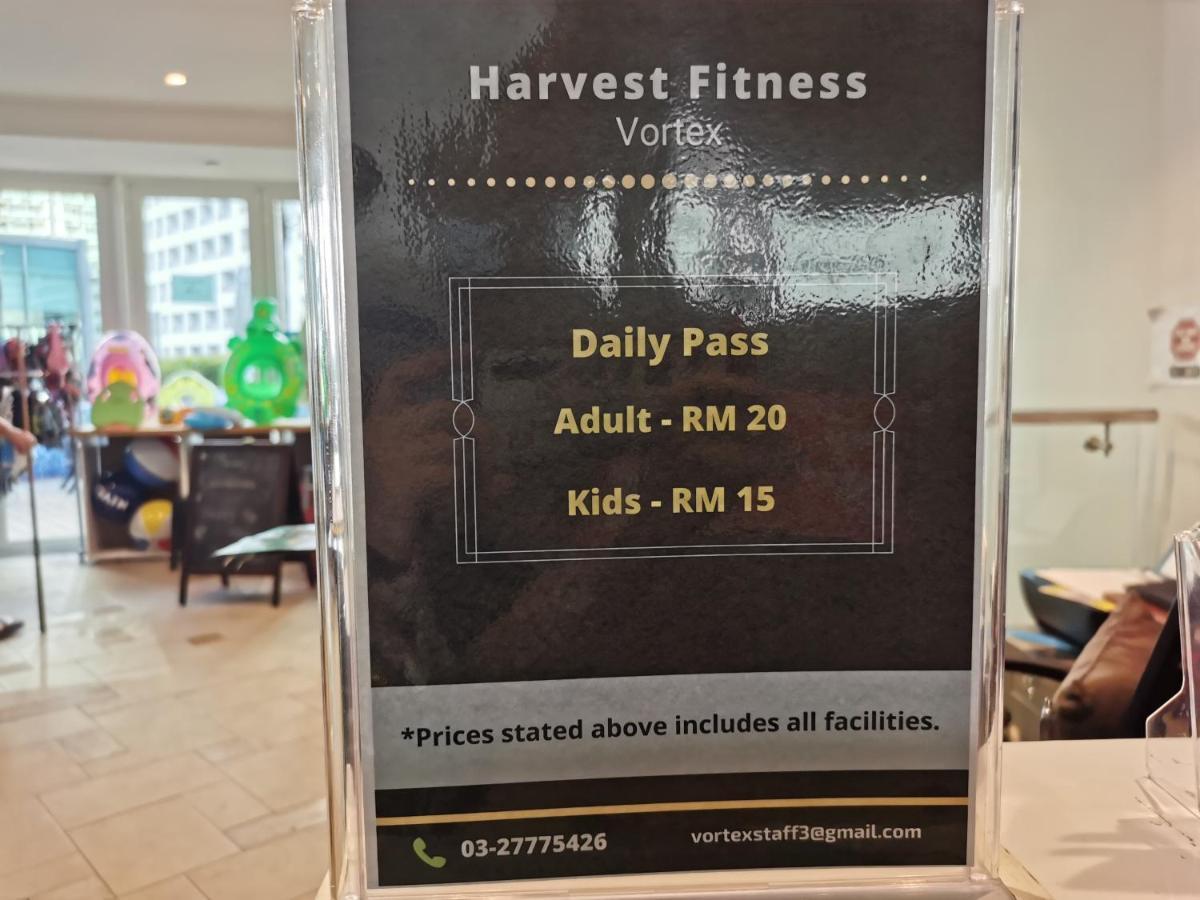 Harvest Fitness
Vortex
Daily Pass
Adult - RM 20
Kids - RM 15
*Prices stated above includes all facilities.
03-27775426
vortexstaff3@gmail.com